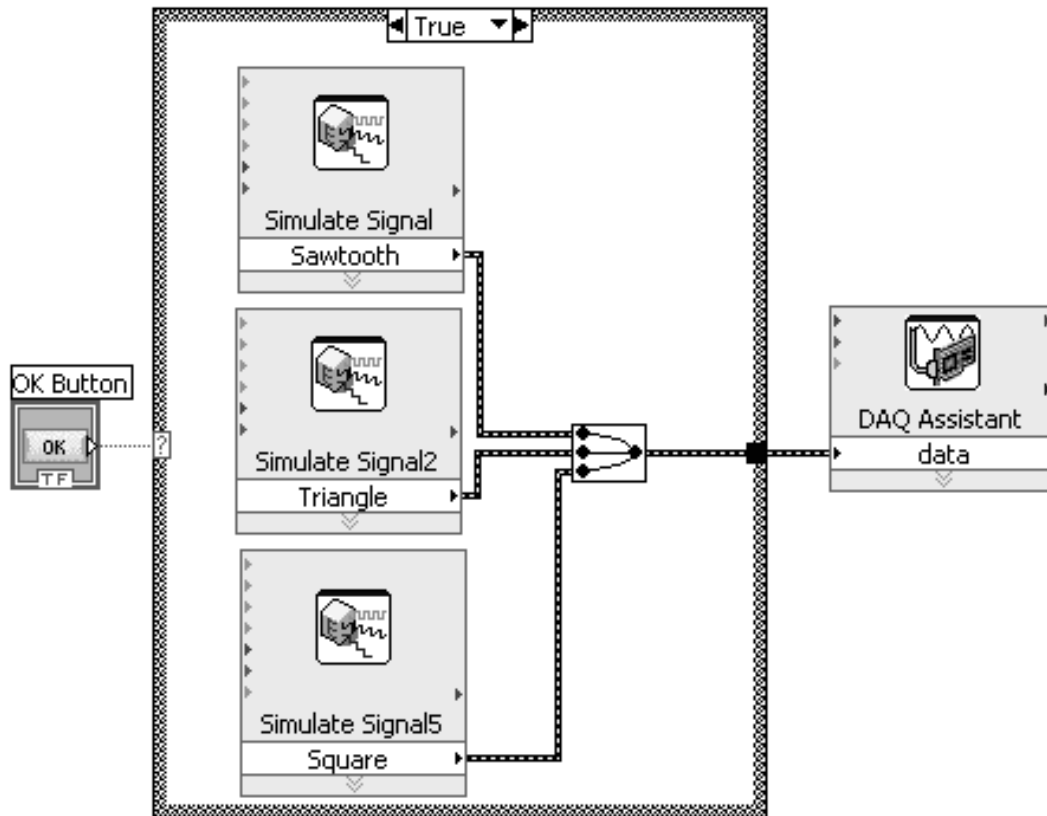 True
Simulate Signal
Sawtooth
Simulate Signal2
Triangle
OK Button
OK
TF
?
DAQ Assistant
data
Simulate Signal5
Square